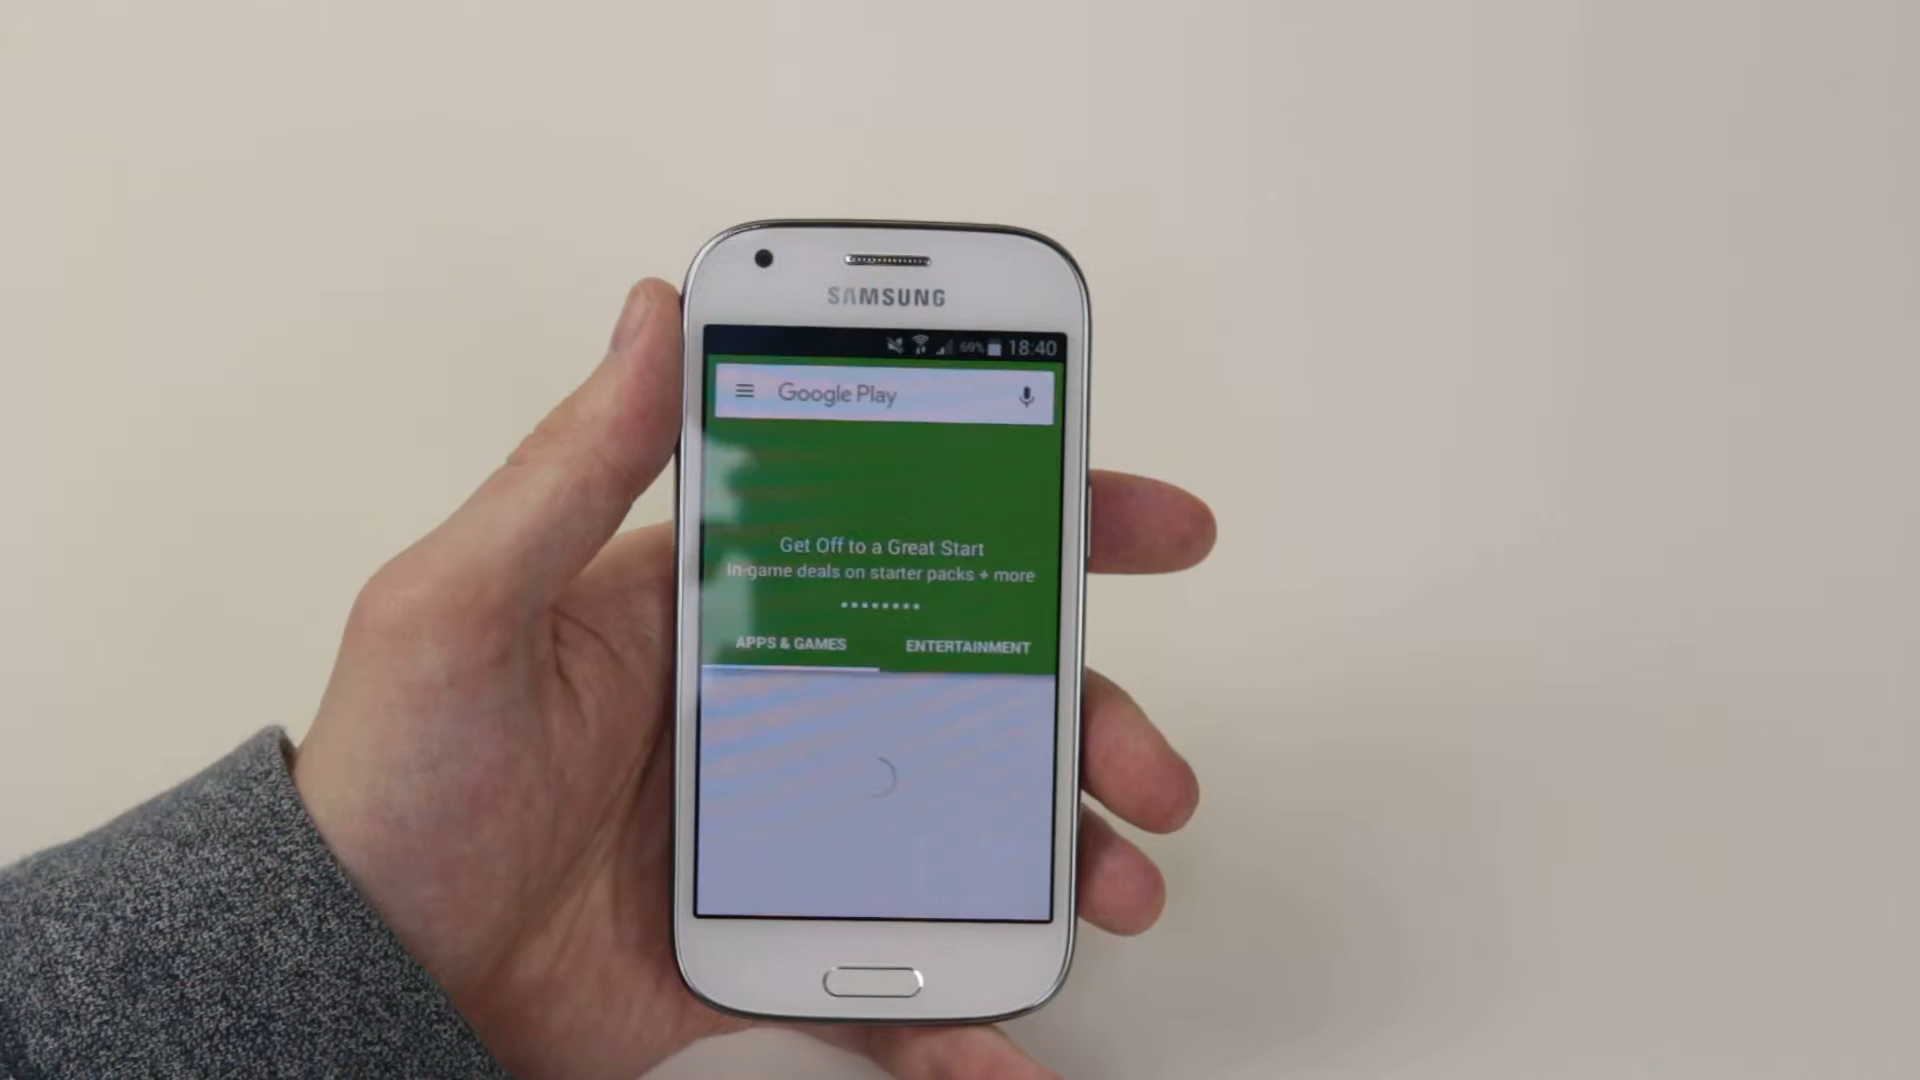 SAMSUNG
69% 18:40
Google Play
Get Off to a Great Start
In-game deals on starter packs + more
APPS & GAMES
ENTERTAINMENT